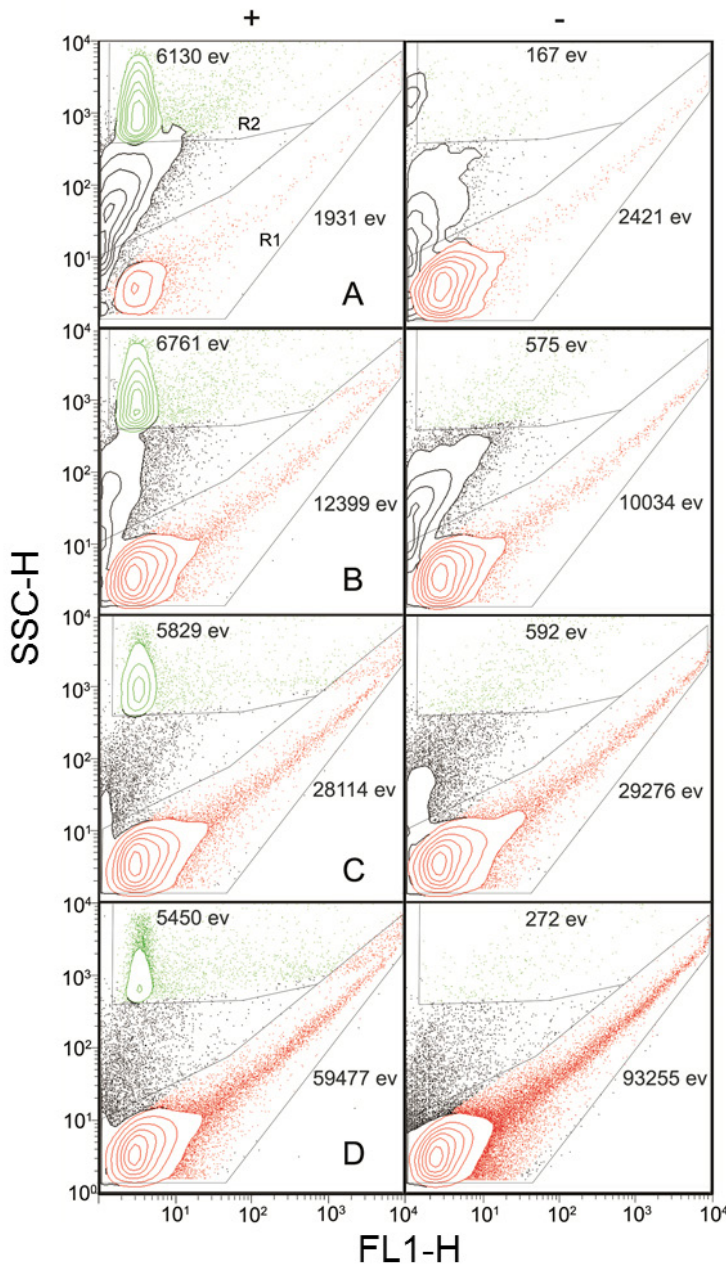 + -
10⁴ 6130 ev 167 ev
10³ R2
10²
1931 ev 2421 ev
R1
10¹
A
10⁴ 6761 ev 575 ev
10³
10²
12399 ev 10034 ev
10¹
B
SSC-H
10⁴ 5829 ev 592 ev
10³
10²
28114 ev 29276 ev
10¹
C
10⁴ 5450 ev 272 ev
10³
10²
59477 ev 93255 ev
10¹
D
10⁰
10¹ 10² 10³ 10⁴ 10¹ 10² 10³ 10⁴
FL1-H